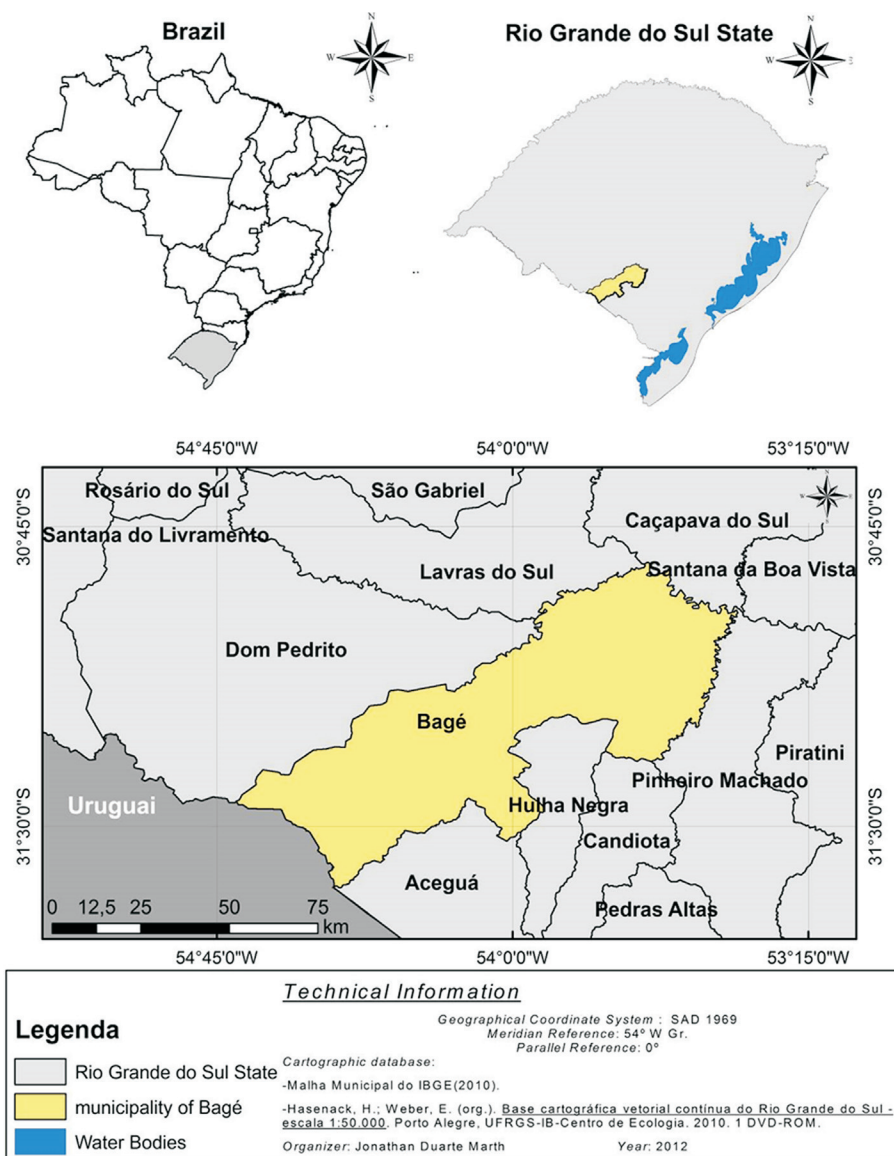 Brazil
N
W E
S
Rio Grande do Sul State
N
W E
S
54°45'0"W 54°0'0"W 53°15'0"W
30°45'0"S
31°30'0"S
Rosário do Sul
São Gabriel
Caçapava do Sul
Santana do Livramento
Lavras do Sul
Santana da Boa Vista
Dom Pedrito
Bagé
Piratini
Pinheiro Machado
Uruguai
Hulha Negra
Candiota
Aceguá
Pedras Altas
0 12,5 25 50 75
km
30°45'0"S
31°30'0"S
54°45'0"W 54°0'0"W 53°15'0"W
Technical Information
Geographical Coordinate System : SAD 1969
Meridian Reference: 54º W Gr.
Parallel Reference: 0º
Legenda
Rio Grande do Sul State
municipality of Bagé
Water Bodies
Cartographic database:
-Malha Municipal do IBGE(2010).
-Hasenack, H.; Weber, E. (org.). Base cartográfica vetorial contínua do Rio Grande do Sul -
escala 1:50.000. Porto Alegre, UFRGS-IB-Centro de Ecologia. 2010. 1 DVD-ROM.
Organizer: Jonathan Duarte Marth Year: 2012